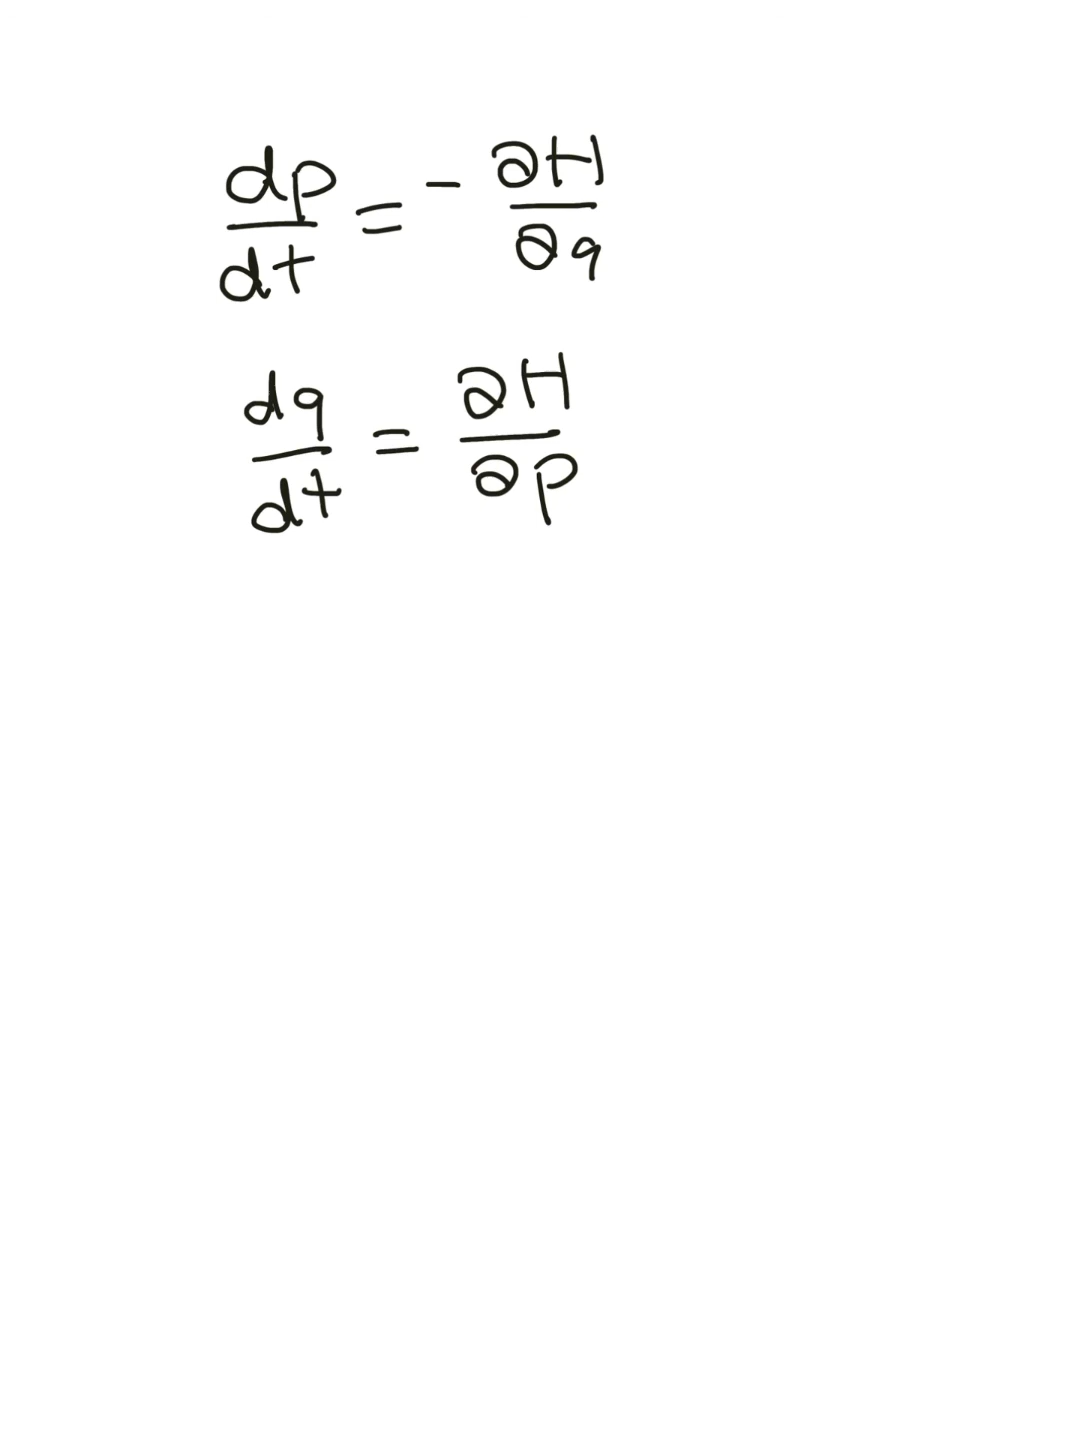 dp/dt = - ∂H/∂q
dq/dt = ∂H/∂p